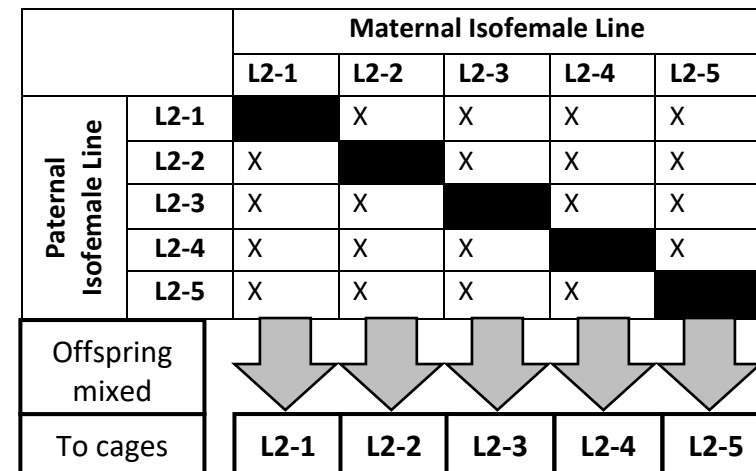 Maternal Isofemale Line
L2-1 L2-2 L2-3 L2-4 L2-5
Paternal
Isofemale Line
L2-1 X X X X
L2-2 X X X X
L2-3 X X X X
L2-4 X X X X
L2-5 X X X X
Offspring
mixed
To cages L2-1 L2-2 L2-3 L2-4 L2-5